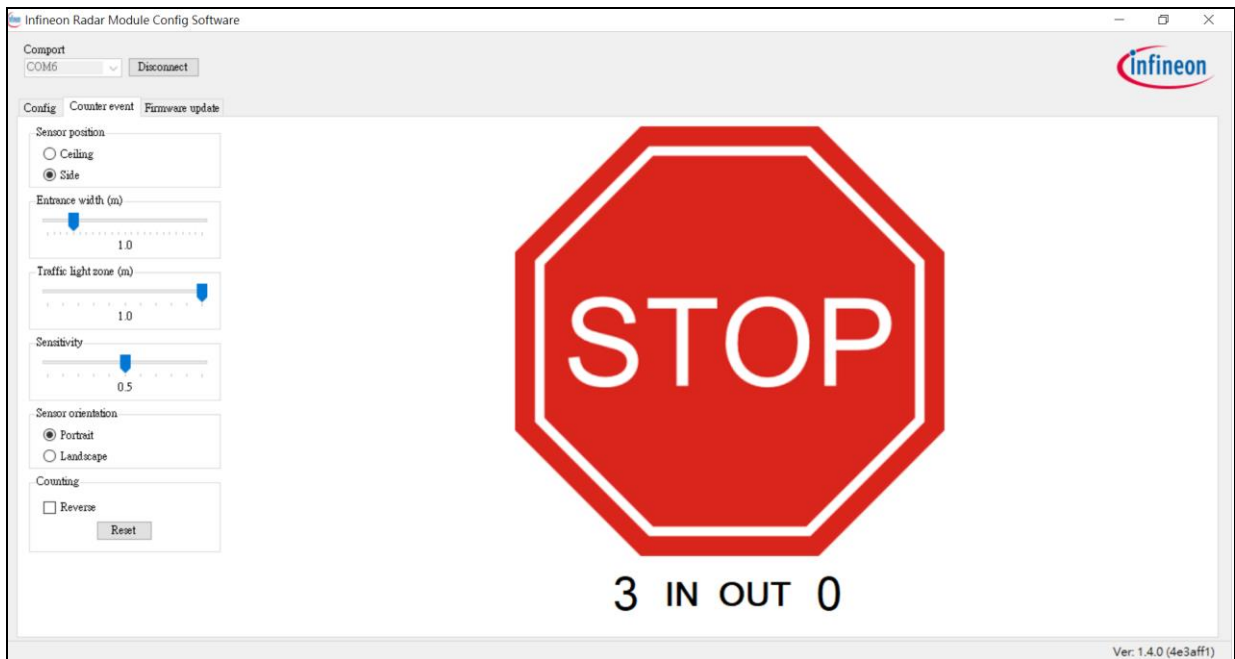 Infineon Radar Module Config Software
Comport
COM6
Disconnect
infineon
Config
Counter event
Firmware update
Sensor position
Ceiling
Side
Entrance width (m)
1.0
Traffic light zone (m)
1.0
Sensitivity
0.5
Sensor orientation
Portrait
Landscape
Counting
Reverse
Reset
STOP
3 IN OUT 0
Ver: 1.4.0 (4e3aff1)